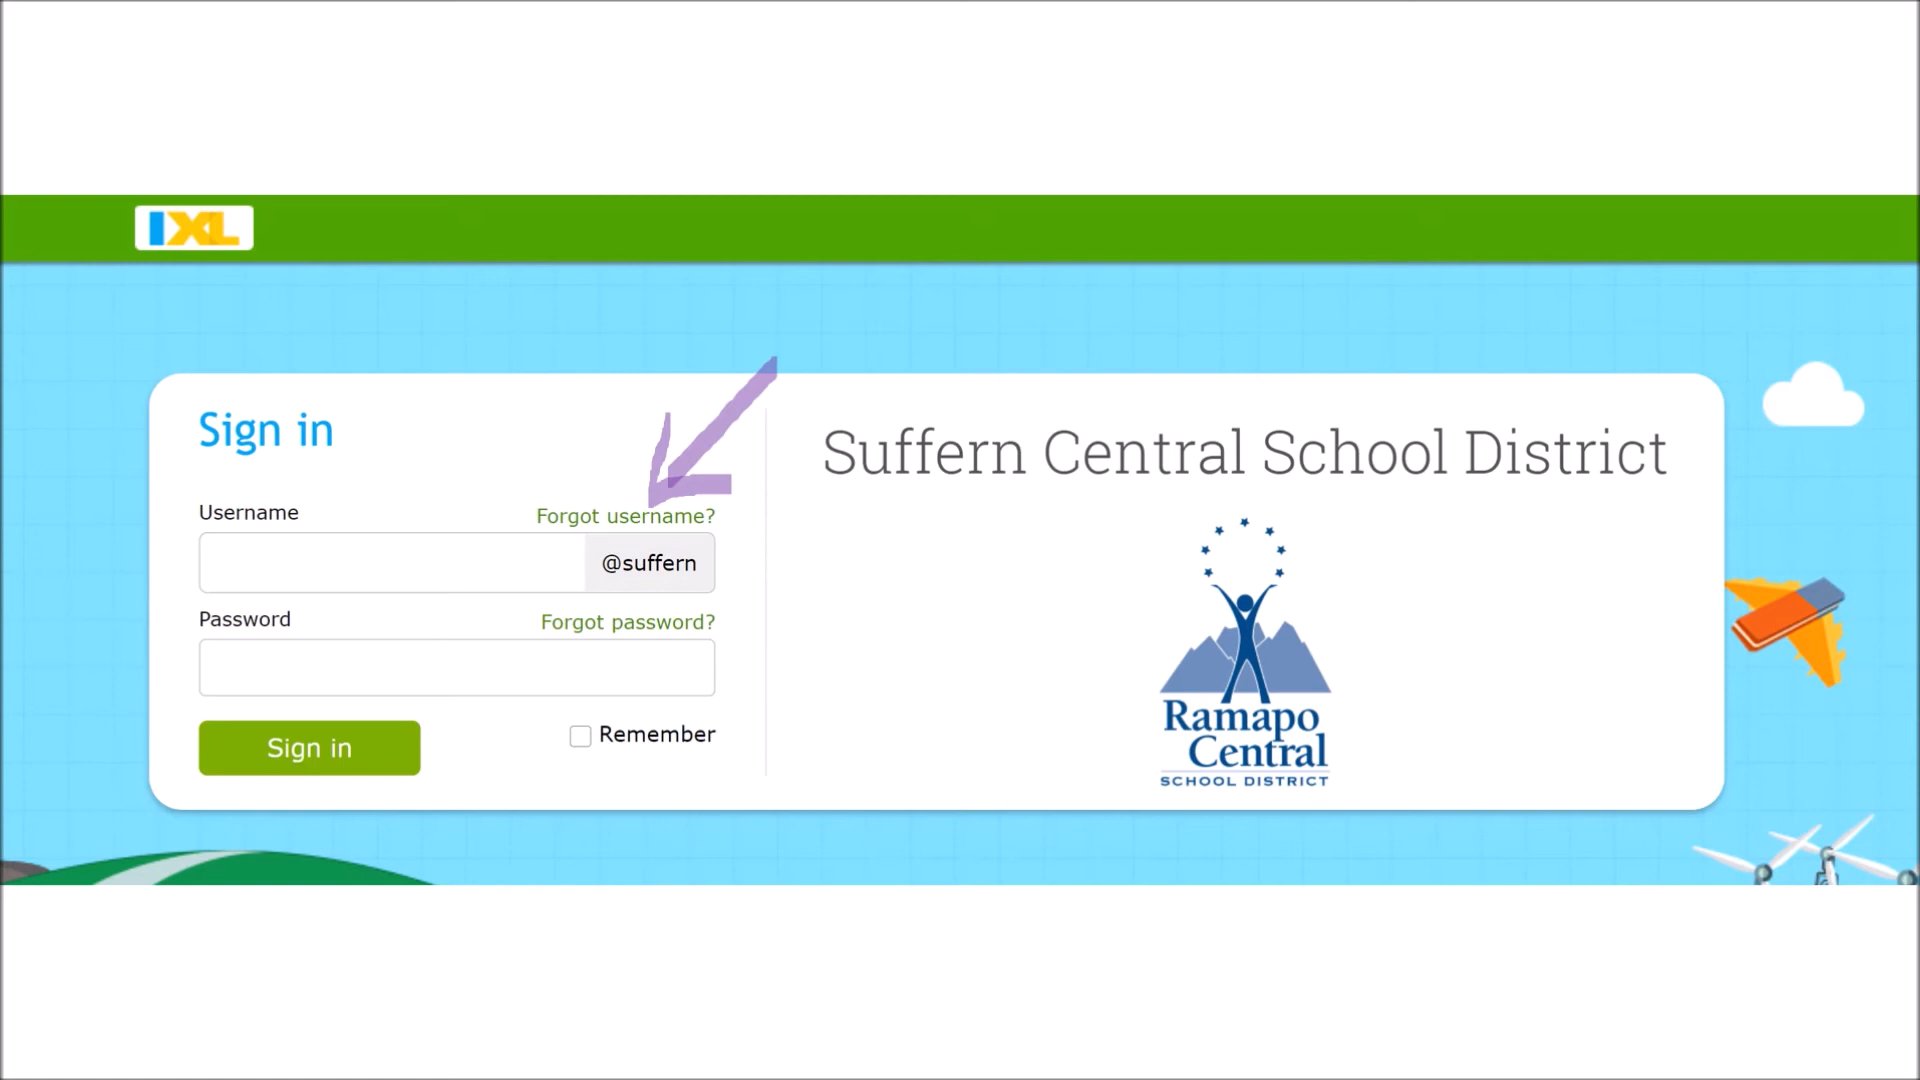 IXL
Sign in
Username
Forgot username?
@suffern
Password
Forgot password?
Sign in
Remember
Suffern Central School District
Ramapo
Central
SCHOOL DISTRICT